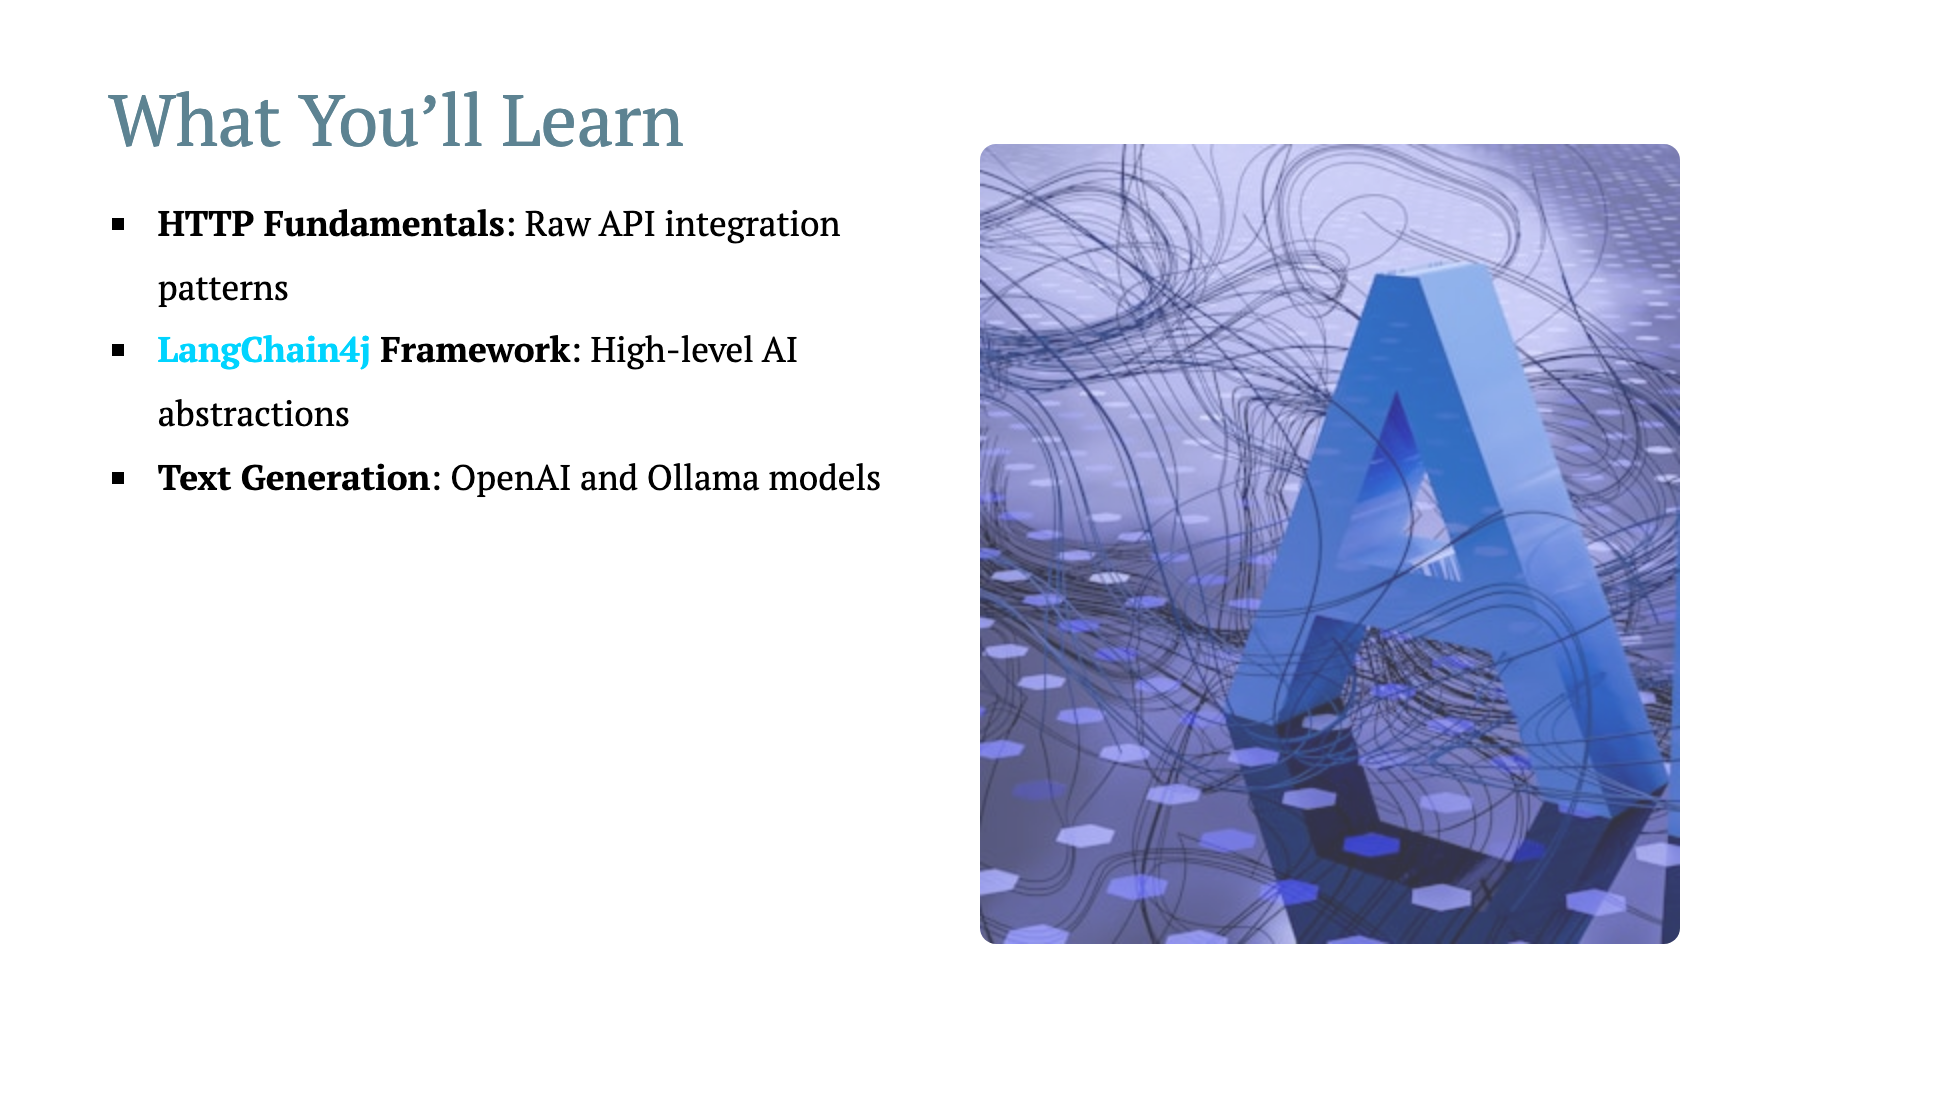 What You’ll Learn
▪ HTTP Fundamentals: Raw API integration
patterns
▪ LangChain4j Framework: High-level AI
abstractions
▪ Text Generation: OpenAI and Ollama models
A